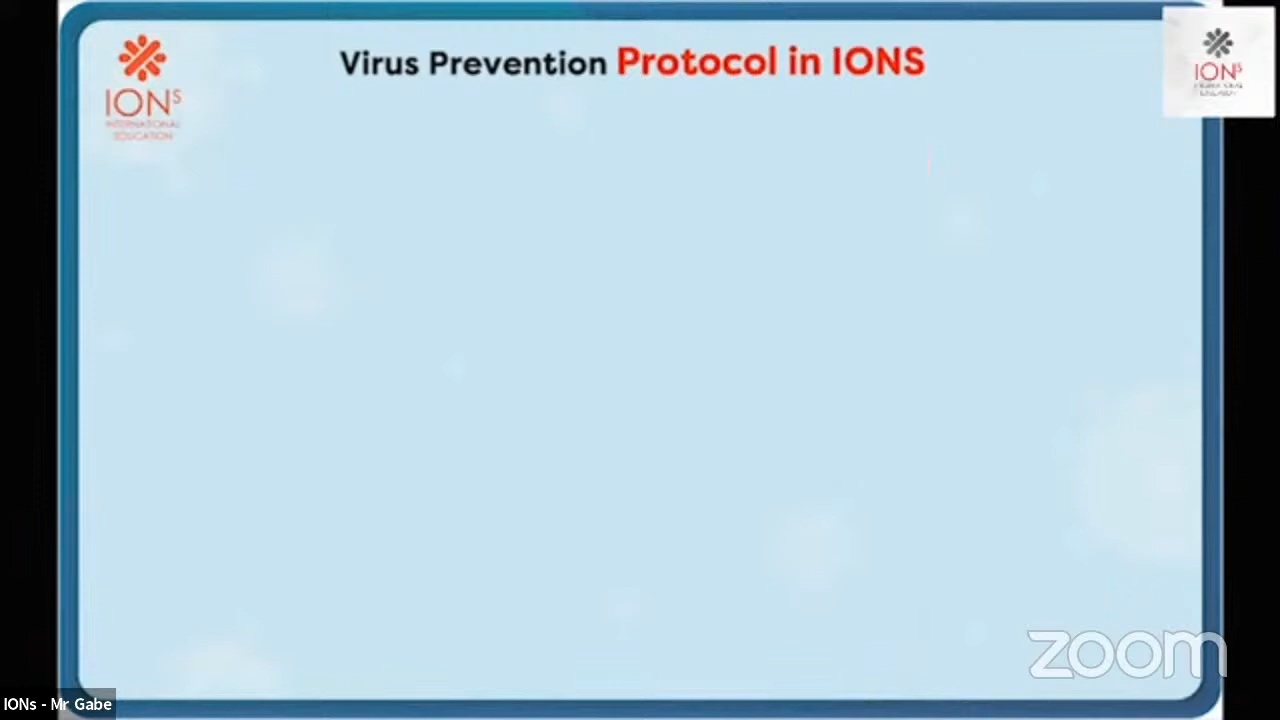 Virus Prevention Protocol in IONS
IONS
INTERNATIONAL
EDUCATION
IONS
zoom
IONs - Mr Gabe